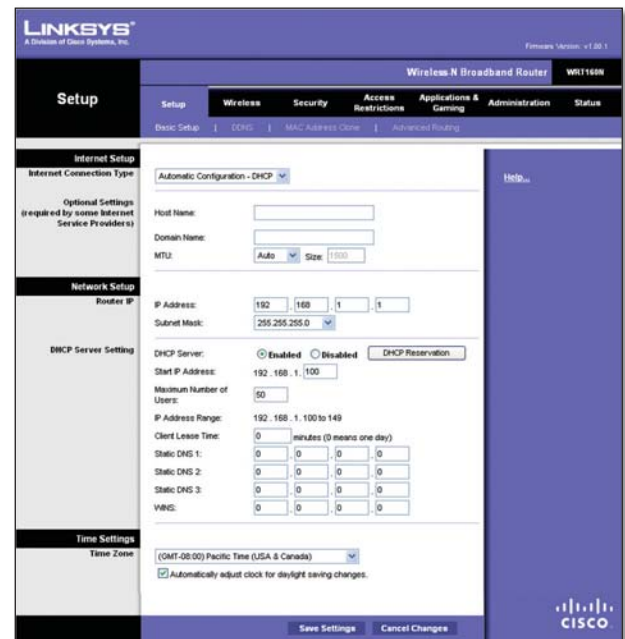 LINKSYS®
A Division of Cisco Systems, Inc.
Firmware Version: v1.00.1
Wireless-N Broadband Router WRT160N
Setup
Setup Wireless Security Access Restrictions Applications & Gaming Administration Status
Basic Setup | DDNS | MAC Address Clone | Advanced Routing
Internet Setup
Internet Connection Type
Automatic Configuration - DHCP
Help...
Optional Settings
(required by some Internet
Service Providers)
Host Name:
Domain Name:
MTU: Auto Size: 1500
Network Setup
Router IP
IP Address: 192 . 168 . 1 . 1
Subnet Mask: 255.255.255.0
DHCP Server Setting
DHCP Server: Enabled Disabled DHCP Reservation
Start IP Address: 192 . 168 . 1. 100
Maximum Number of
Users: 50
IP Address Range: 192 . 168 . 1. 100 to 149
Client Lease Time: 0 minutes (0 means one day)
Static DNS 1: 0 . 0 . 0 . 0
Static DNS 2: 0 . 0 . 0 . 0
Static DNS 3: 0 . 0 . 0 . 0
WINS: 0 . 0 . 0 . 0
Time Settings
Time Zone
(GMT-08:00) Pacific Time (USA & Canada)
Automatically adjust clock for daylight saving changes.
Save Settings Cancel Changes
CISCO